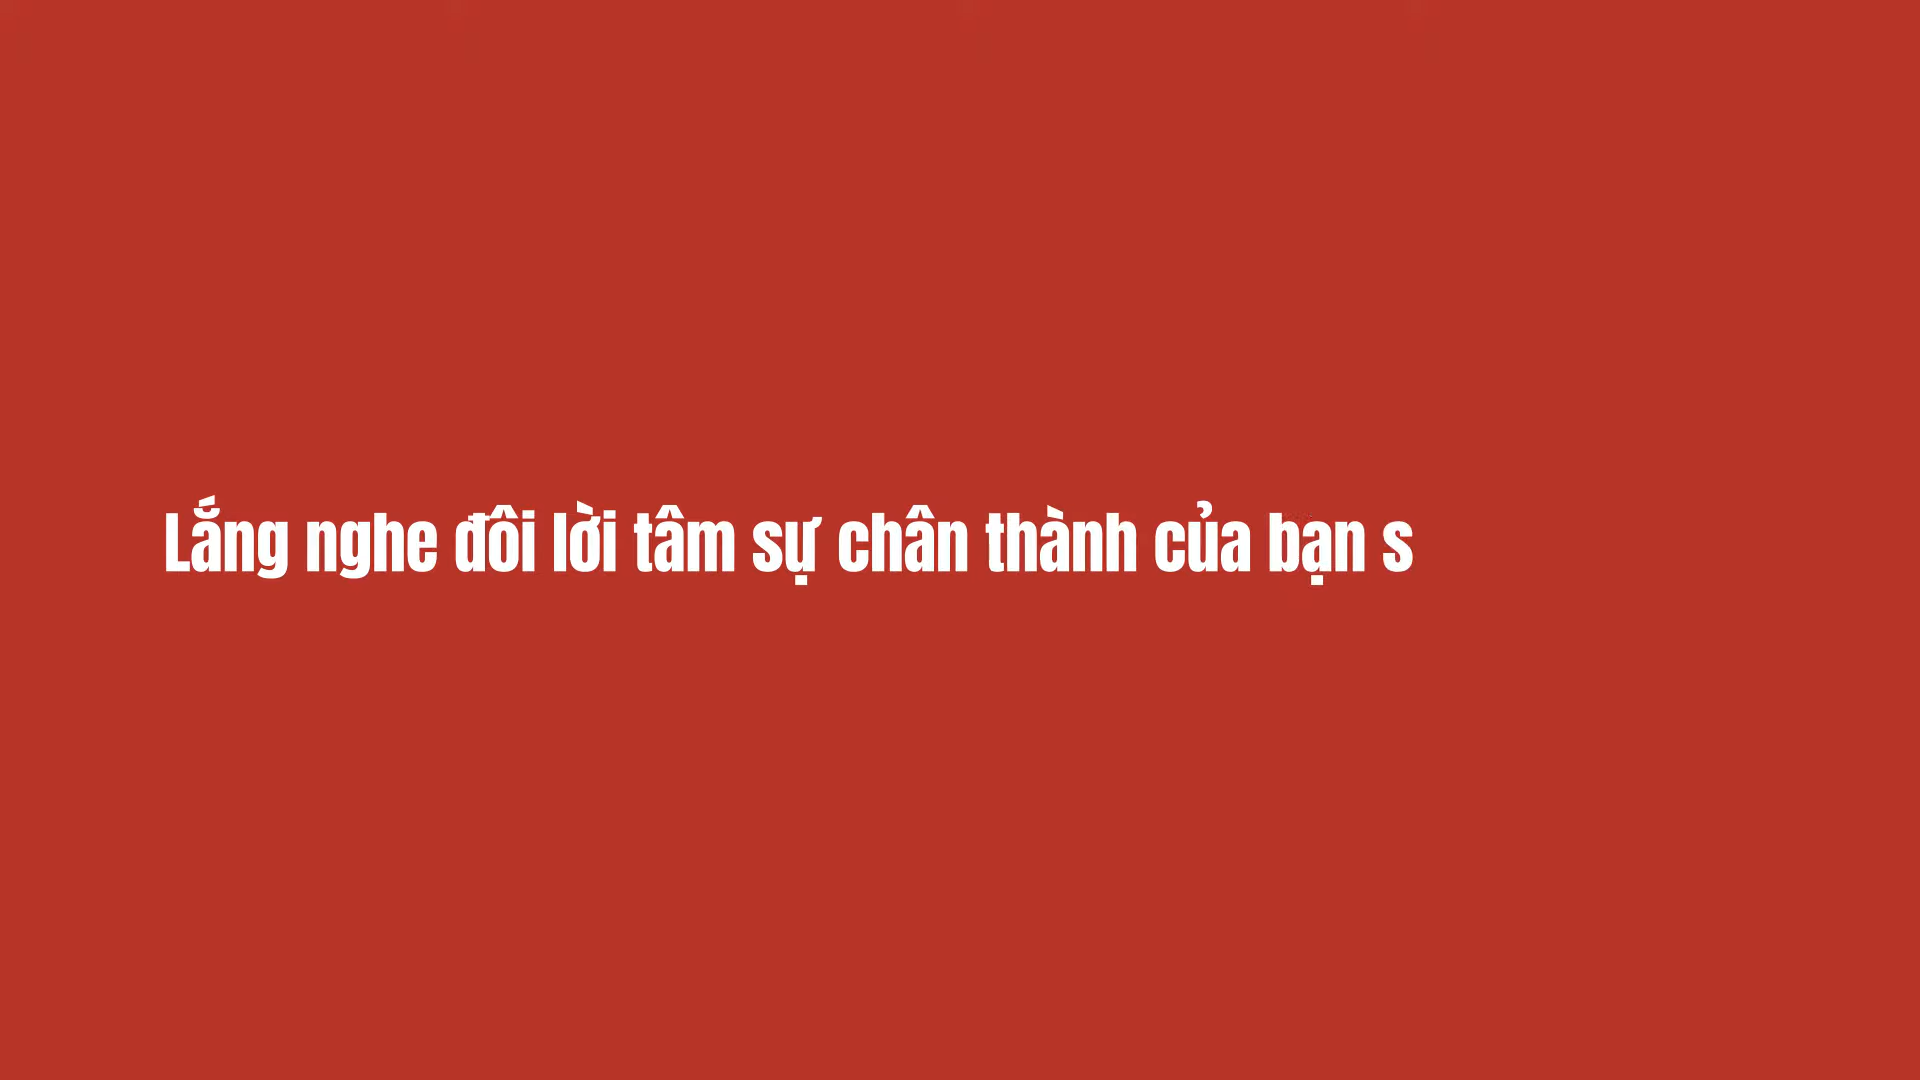 Lắng nghe đôi lời tâm sự chân thành của bạn s